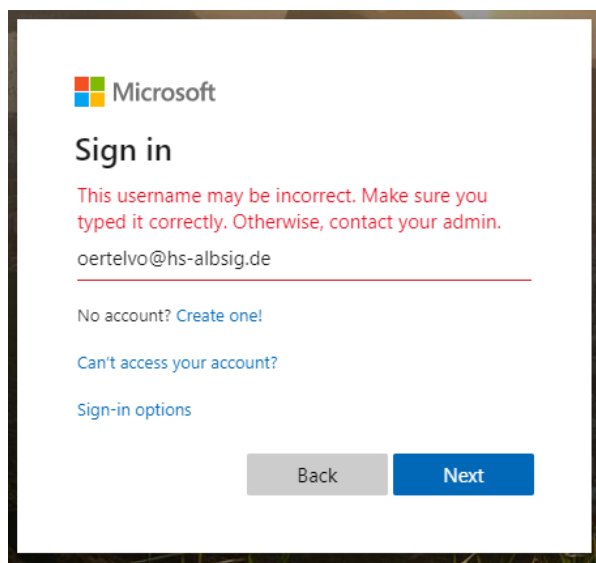 Microsoft
Sign in
This username may be incorrect. Make sure you
typed it correctly. Otherwise, contact your admin.
oertelvo@hs-albsig.de
No account? Create one!
Can't access your account?
Sign-in options
Back
Next